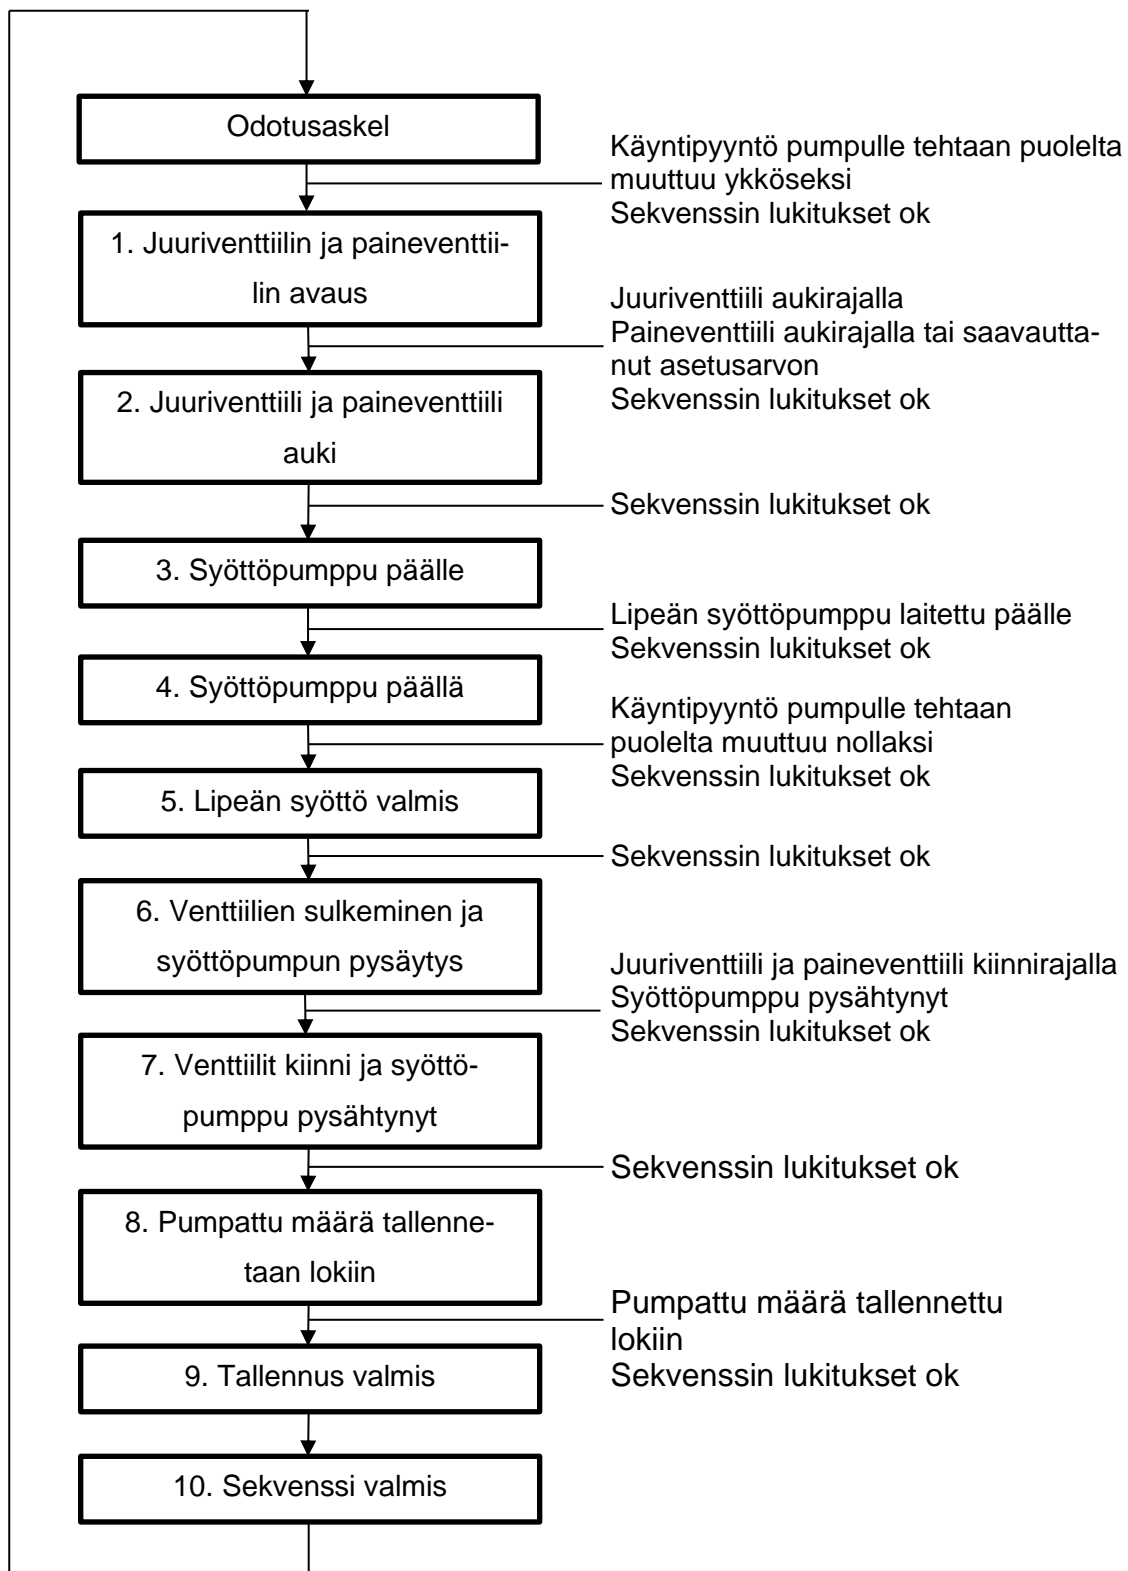 Odotusaskel
Käyntipyyntö pumpulle tehtaan puolelta
muuttuu ykköseksi
Sekvenssin lukitukset ok
1. Juuriventtiilin ja paineventtii-
lin avaus
Juuriventtiili aukirajalla
Paineventtiili aukirajalla tai saavautta-
nut asetusarvon
Sekvenssin lukitukset ok
2. Juuriventtiili ja paineventtiili
auki
Sekvenssin lukitukset ok
3. Syöttöpumppu päälle
Lipeän syöttöpumppu laitettu päälle
Sekvenssin lukitukset ok
4. Syöttöpumppu päällä
Käyntipyyntö pumpulle tehtaan
puolelta muuttuu nollaksi
Sekvenssin lukitukset ok
5. Lipeän syöttö valmis
Sekvenssin lukitukset ok
6. Venttiilien sulkeminen ja
syöttöpumpun pysäytys
Juuriventtiili ja paineventtiili kiinnirajalla
Syöttöpumppu pysähtynyt
Sekvenssin lukitukset ok
7. Venttiilit kiinni ja syöttö-
pumppu pysähtynyt
Sekvenssin lukitukset ok
8. Pumpattu määrä tallenne-
taan lokiin
Pumpattu määrä tallennettu
lokiin
Sekvenssin lukitukset ok
9. Tallennus valmis
10. Sekvenssi valmis